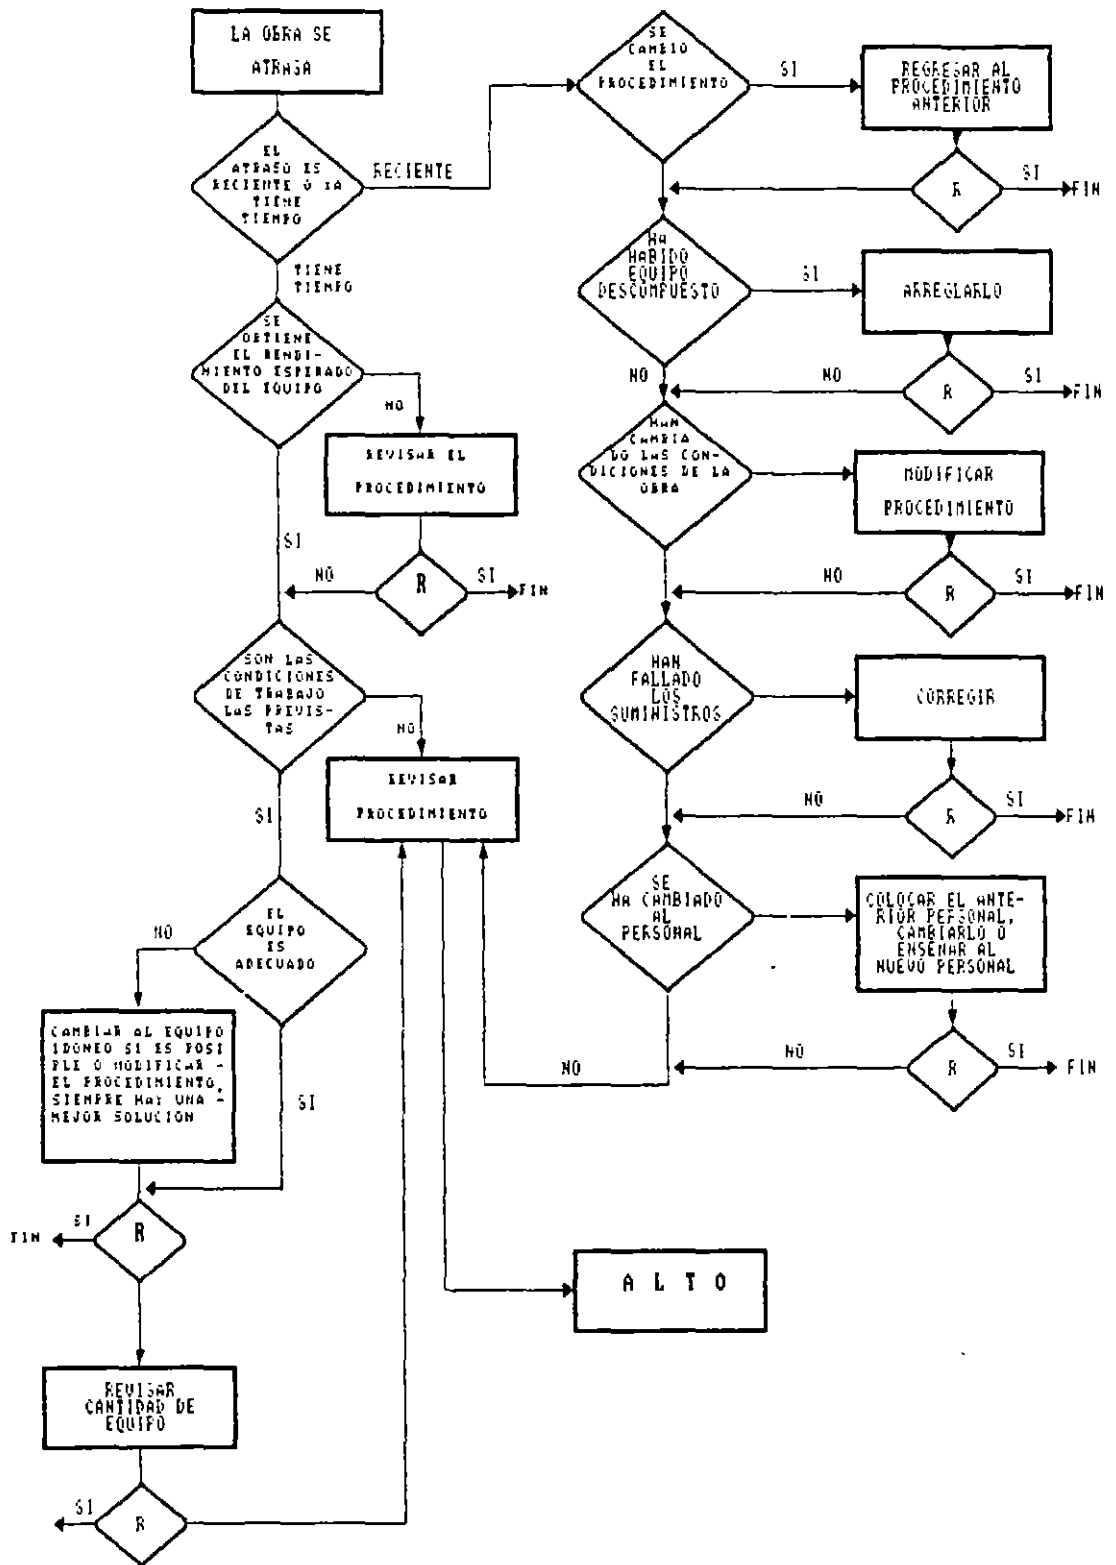 LA OBRA SE
ATRASA
EL
ATRASO ES
RECIENTE O YA
TIENE
TIEMPO
RECIENTE
TIENE
TIEMPO
SE
OBTIENE
EL RENDI-
MIENTO ESPERADO
DEL EQUIPO
NO
REVISAR EL
PROCEDIMIENTO
SI
NO
R
SI
FIN
SON LAS
CONDICIONES
DE TRABAJO
LAS PREVIS-
TAS
NO
REVISAR
PROCEDIMIENTO
SI
EL
EQUIPO
ES
ADECUADO
NO
CAMBIAR AL EQUIPO
IDONEO SI ES POSI
BLE O MODIFICAR -
EL PROCEDIMIENTO,
SIEMPRE HAY UNA -
MEJOR SOLUCION
SI
R
SI
FIN
REVISAR
CANTIDAD DE
EQUIPO
SI
R
SE
CAMBIO
EL
PROCEDIMIENTO
SI
REGRESAR AL
PROCEDIMIENTO
ANTERIOR
R
SI
FIN
HA
HABIDO
EQUIPO
DESCOMPUESTO
SI
ARREGLARLO
NO
NO
R
SI
FIN
HAN
CAMBIA
DO LAS CON-
DICIONES DE LA
OBRA
MODIFICAR
PROCEDIMIENTO
NO
R
SI
FIN
HAN
FALLADO
LOS
SUMINISTROS
CORREGIR
NO
R
SI
FIN
SE
HA CAMBIADO
AL
PERSONAL
COLOCAR EL ANTE-
RIOR PERSONAL,
CAMBIARLO O
ENSENAR AL
NUEVO PERSONAL
NO
NO
R
SI
FIN
A L T O